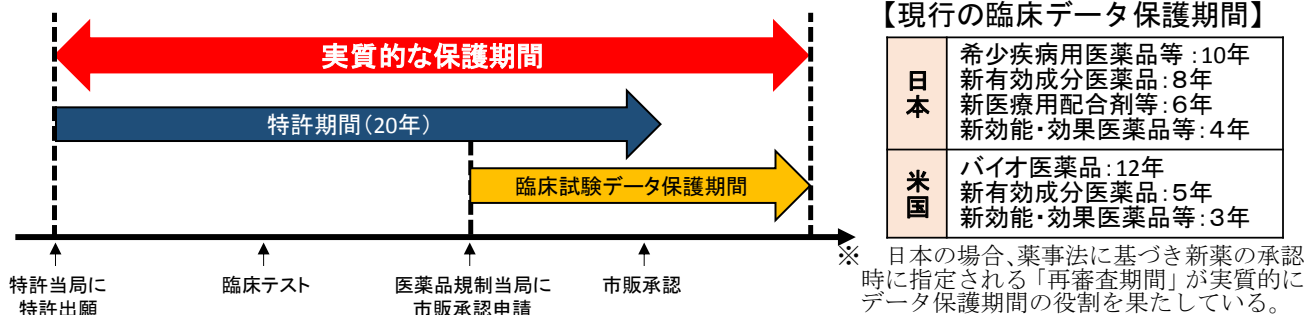 実質的な保護期間
特許期間(20年)
臨床試験データ保護期間
特許当局に
特許出願
臨床テスト
医薬品規制当局に
市販承認申請
市販承認
【現行の臨床データ保護期間】
日本
希少疾病用医薬品等:10年
新有効成分医薬品:8年
新医療用配合剤等:6年
新効能・効果医薬品等:4年
米国
バイオ医薬品:12年
新有効成分医薬品:5年
新効能・効果医薬品等:3年
※ 日本の場合、薬事法に基づき新薬の承認
時に指定される「再審査期間」が実質的に
データ保護期間の役割を果たしている。